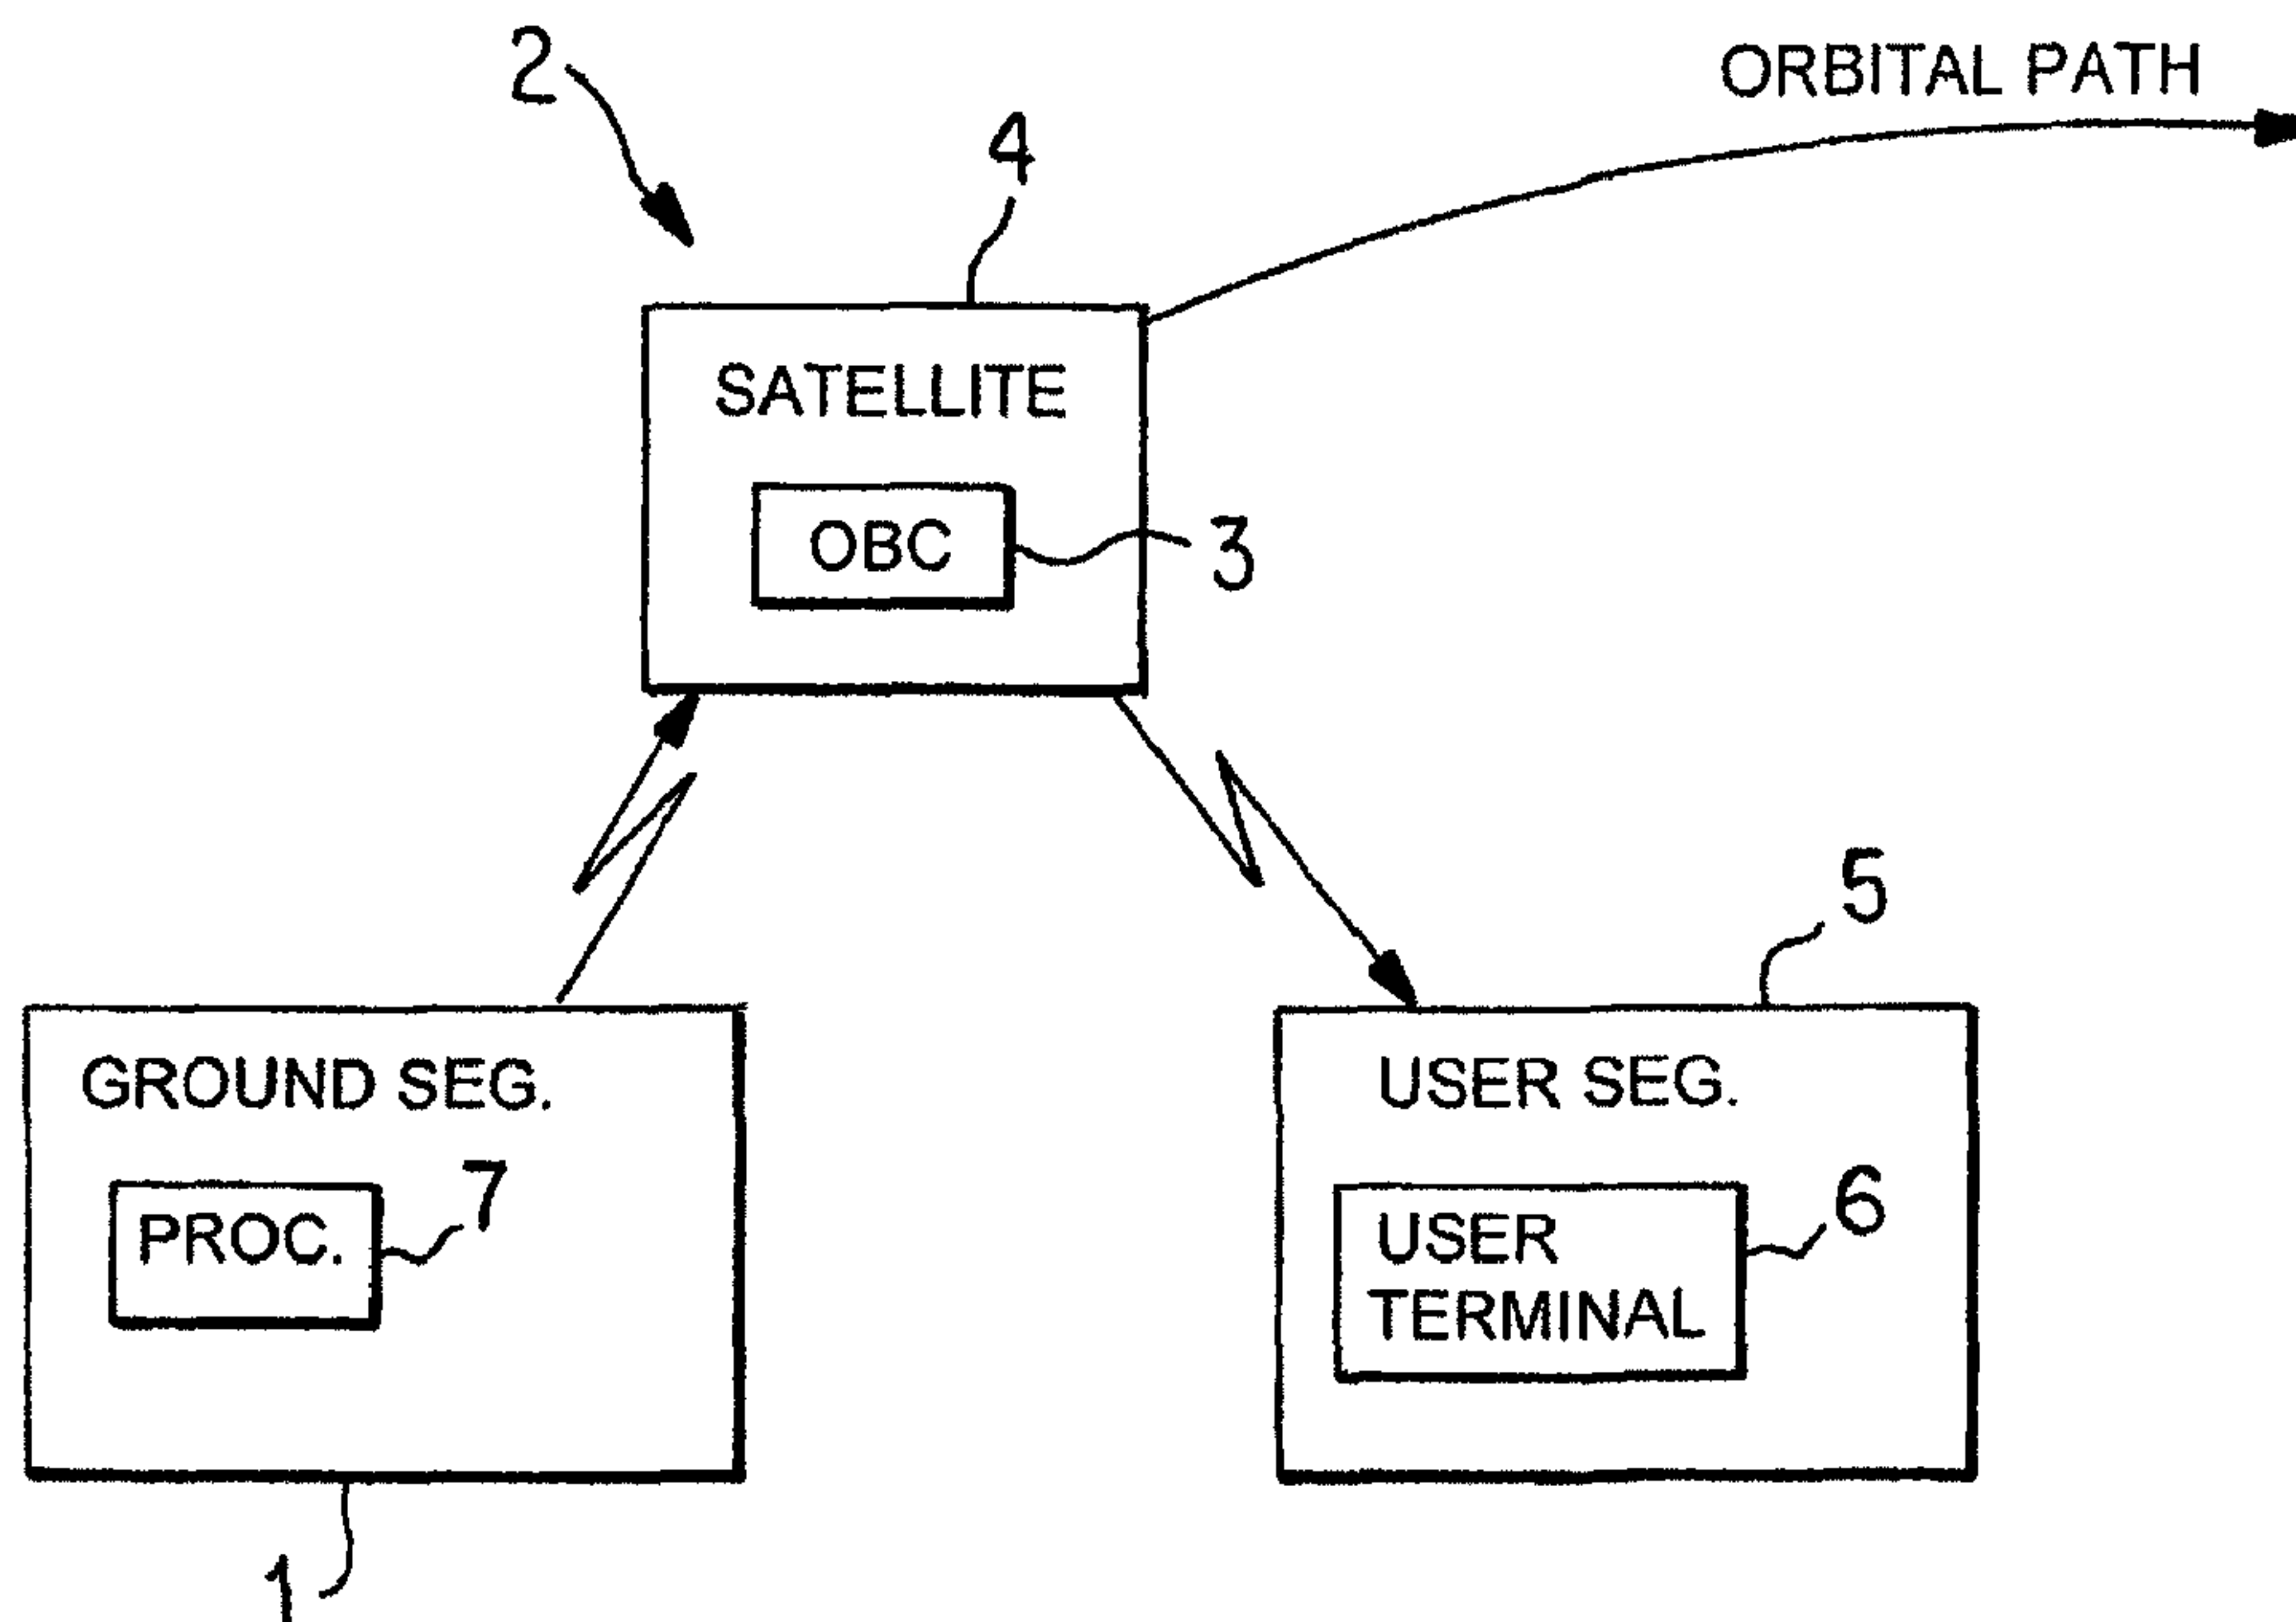 2
ORBITAL PATH
4
SATELLITE
OBC
3
5
GROUND SEG.
USER SEG.
7
PROC.
6
USER
TERMINAL
1